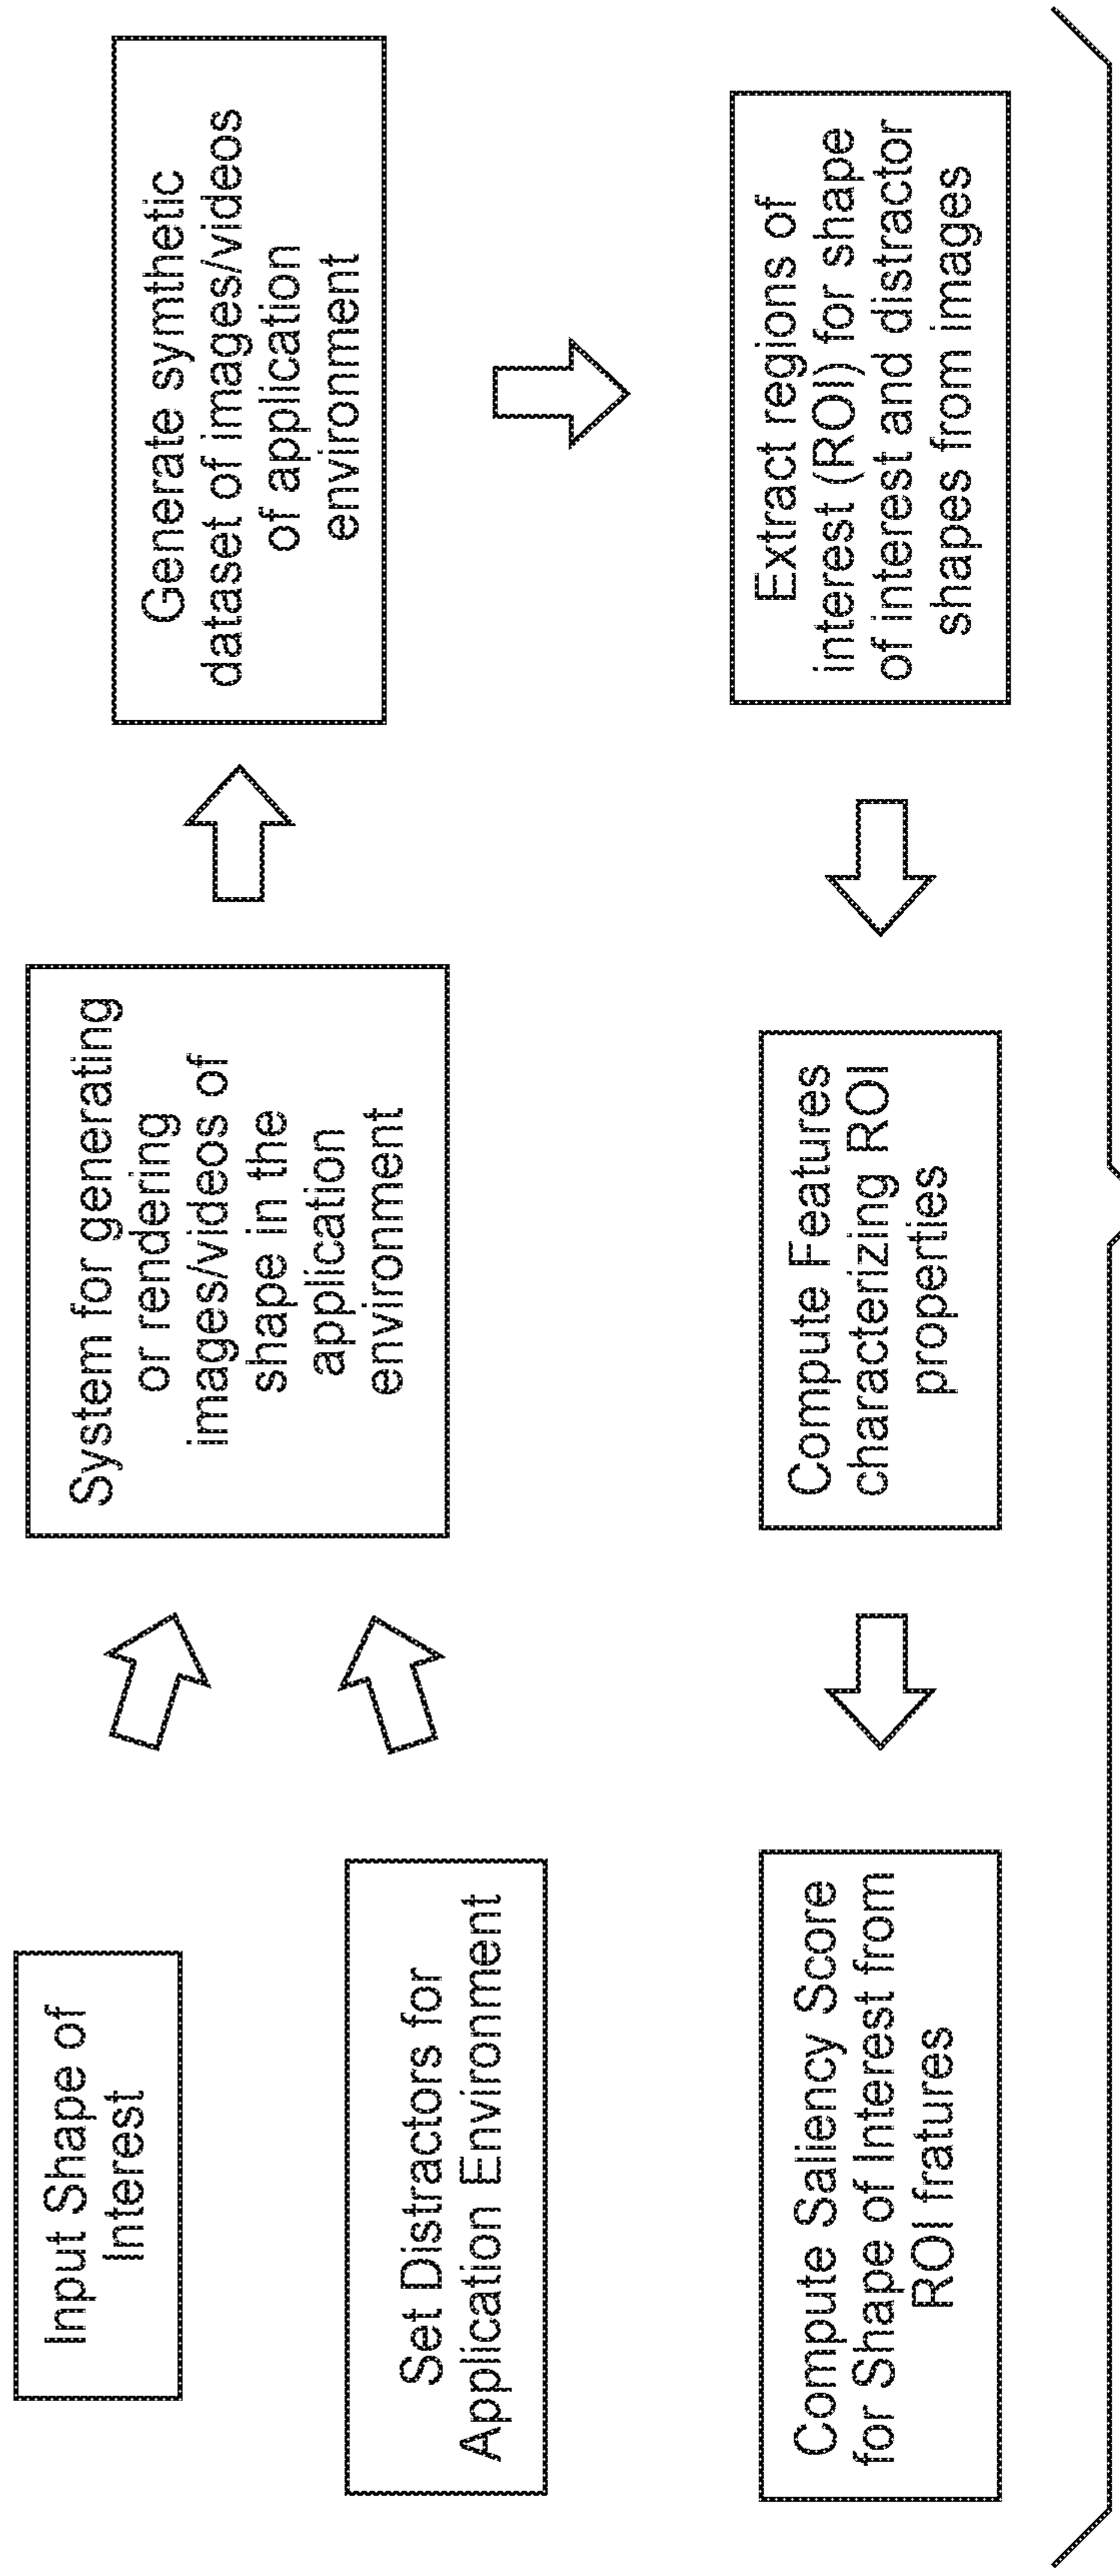 Input Shape of
Interest
Set Distractors for
Application Environment
System for generating
or rendering
images/videos of
shape in the
application
environment
Generate symthetic
dataset of images/videos
of application
environment
Extract regions of
interest (ROI) for shape
of interest and distractor
shapes from images
Compute Features
characterizing ROI
properties
Compute Saliency Score
for Shape of Interest from
ROI fratures